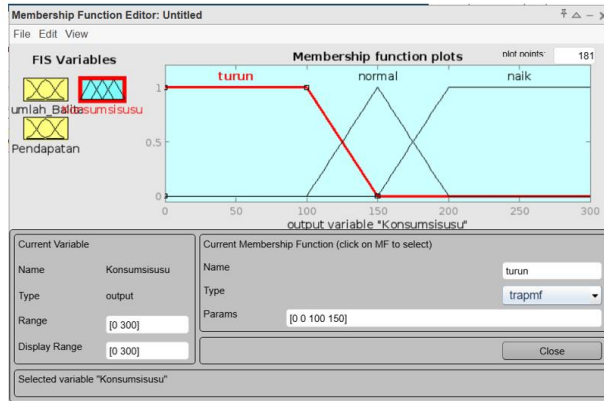 Membership Function Editor: Untitled
File Edit View
FIS Variables
Membership function plots
plot points:
181
turun
normal
naik
1
0.5
0
0
50
100
150
200
250
300
output variable "Konsumsisusu"
umlah_Balita
Konsumsisusu
Pendapatan
Current Variable
Name
Konsumsisusu
Type
output
Range
[0 300]
Display Range
[0 300]
Current Membership Function (click on MF to select)
Name
turun
Type
trapmf
Params
[0 0 100 150]
Close
Selected variable "Konsumsisusu"